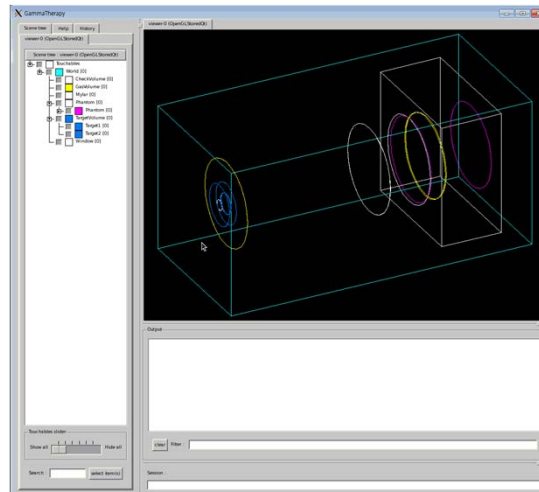 GammaTherapy
Scene tree Help History
viewer-0 (OpenGLStoredQt)
Scene tree : viewer-0 (OpenGLStoredQt)
Touchables
World [0]
CheckVolume [0]
GasVolume [0]
Mylar [0]
Phantom [0]
Phantom [0]
TargetVolume [0]
Target1 [0]
Target2 [0]
Window [0]
Touchables slider
Show all Hide all
Search : select item(s)
viewer-0 (OpenGLStoredQt)
Output
clear Filter :
Session :